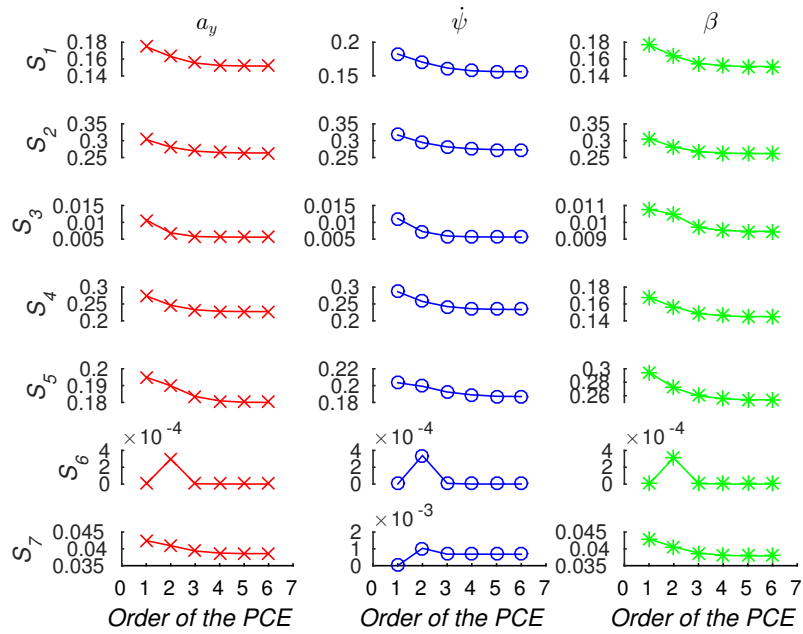 a_y ψ̇ β
S_1 0.18 0.16 0.14 0.2 0.15 0.18 0.16 0.14
S_2 0.35 0.3 0.25 0.35 0.3 0.25 0.35 0.3 0.25
S_3 0.015 0.01 0.005 0.015 0.01 0.005 0.011 0.01 0.009
S_4 0.3 0.25 0.2 0.3 0.25 0.2 0.18 0.16 0.14
S_5 0.2 0.19 0.18 0.22 0.2 0.18 0.3 0.28 0.26
×10^-4 ×10^-4 ×10^-4
S_6 4 2 0 4 2 0 4 2 0
×10^-3
S_7 0.045 0.04 0.035 2 1 0 0.045 0.04 0.035
0 1 2 3 4 5 6 7 0 1 2 3 4 5 6 7 0 1 2 3 4 5 6 7
Order of the PCE Order of the PCE Order of the PCE